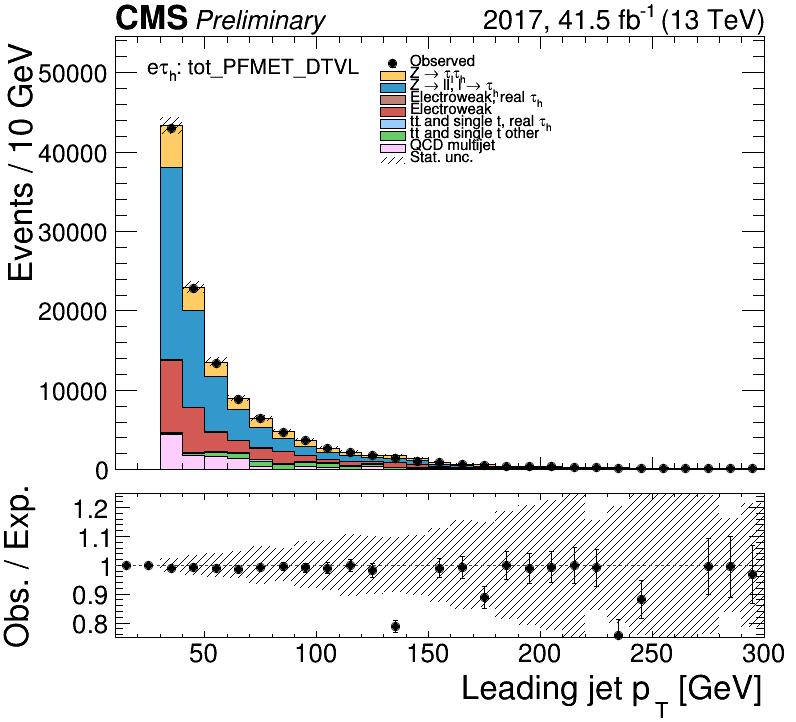 CMS Preliminary 2017, 41.5 fb⁻¹ (13 TeV)
eτₕ: tot_PFMET_DTVL
Observed
Z → τₗτₕ
Z → ll, l → τₕ
Electroweak, real τₕ
Electroweak
tt̄ and single t, real τₕ
tt̄ and single t other
QCD multijet
Stat. unc.
Events / 10 GeV
50000
40000
30000
20000
10000
0
Obs. / Exp.
1.2
1.1
1
0.9
0.8
50 100 150 200 250 300
Leading jet p_T [GeV]